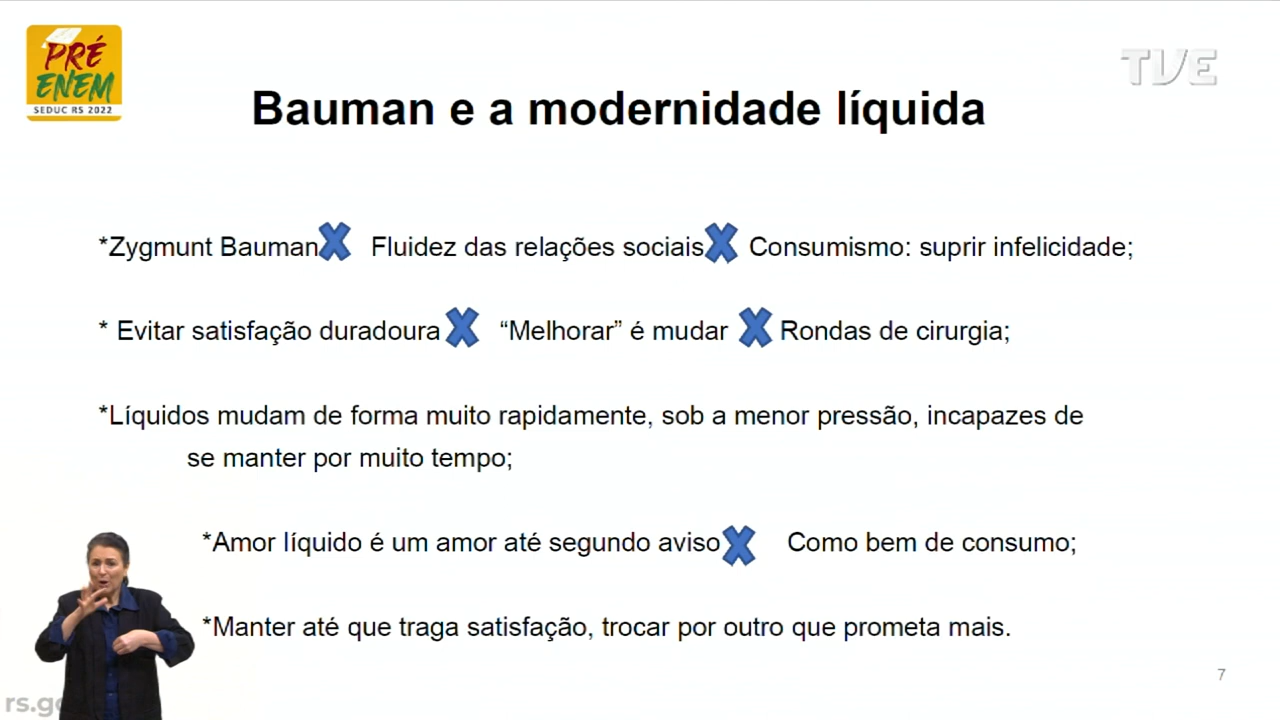 PRÉ
ENEM
SEDUC RS 2022
TVE
Bauman e a modernidade líquida
*Zygmunt Bauman Fluidez das relações sociais Consumismo: suprir infelicidade;
* Evitar satisfação duradoura “Melhorar” é mudar Rondas de cirurgia;
*Líquidos mudam de forma muito rapidamente, sob a menor pressão, incapazes de
se manter por muito tempo;
*Amor líquido é um amor até segundo aviso Como bem de consumo;
*Manter até que traga satisfação, trocar por outro que prometa mais.
7
rs.go